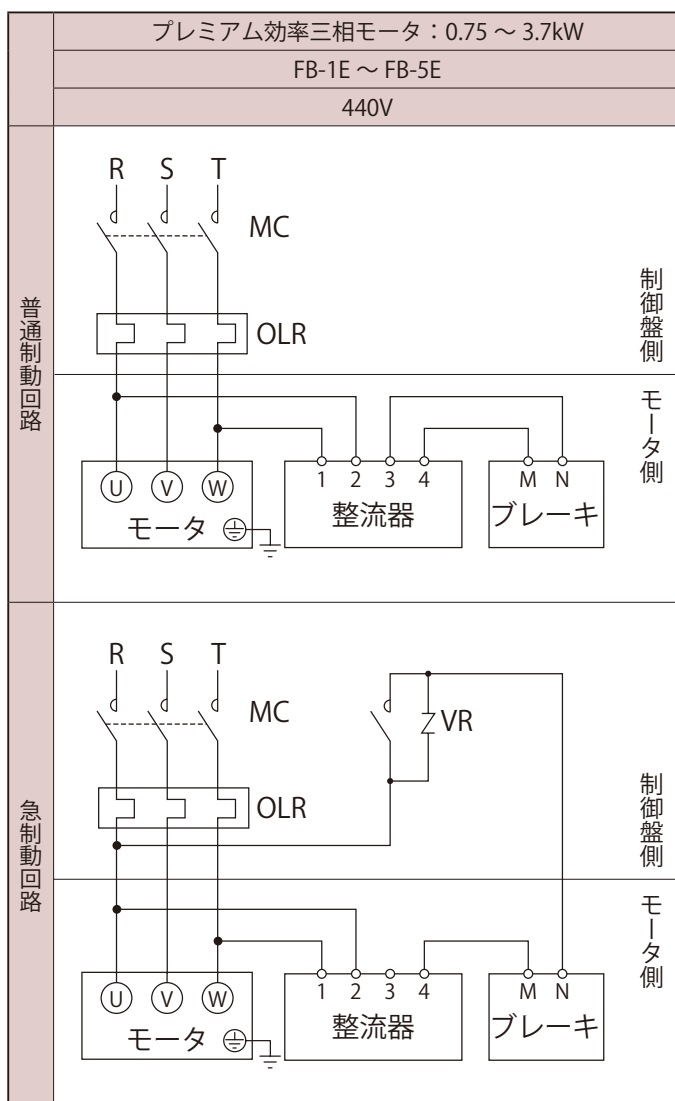 プレミアム効率三相モータ：0.75 ～ 3.7kW
FB-1E ～ FB-5E
440V
普通制動回路
R S T
MC
OLR
制御盤側
モータ側
1 2 3 4 M N
U V W
モータ
整流器
ブレーキ
急制動回路
R S T
MC
VR
OLR
制御盤側
モータ側
1 2 3 4 M N
U V W
モータ
整流器
ブレーキ